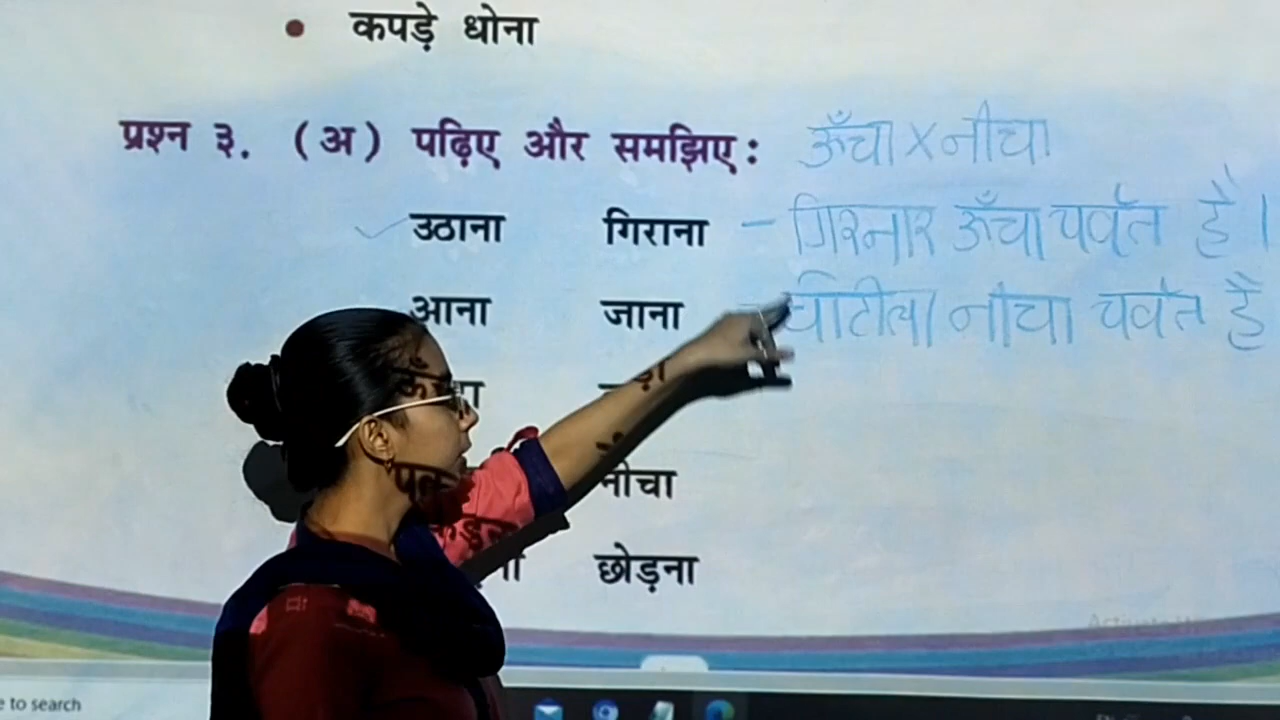 • कपड़े धोना
प्रश्न ३. (अ) पढ़िए और समझिए : ऊँचा x नीचा
उठाना गिराना - गिरनार ऊँचा पर्वत है ।
आना जाना चोटीला नीचा पर्वत है
नीचा
छोड़ना
e to search